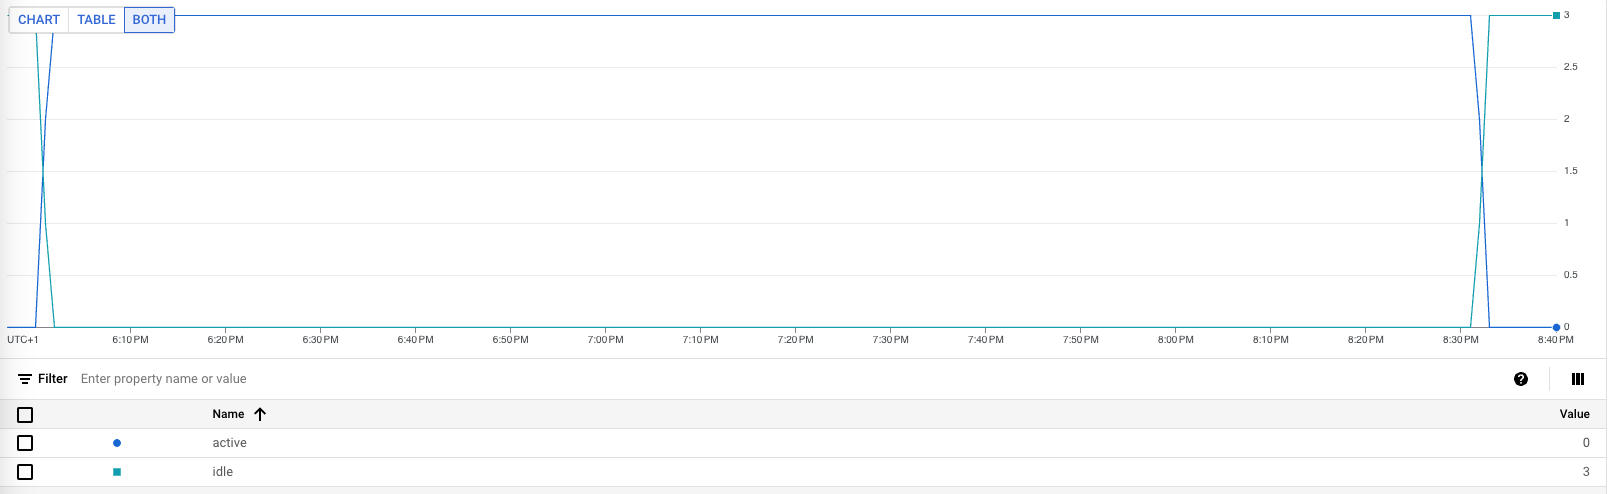 CHART TABLE BOTH
3
2.5
2
1.5
1
0.5
0
UTC+1 6:10 PM 6:20 PM 6:30 PM 6:40 PM 6:50 PM 7:00 PM 7:10 PM 7:20 PM 7:30 PM 7:40 PM 7:50 PM 8:00 PM 8:10 PM 8:20 PM 8:30 PM 8:40 PM
Filter Enter property name or value
Name Value
active 0
idle 3